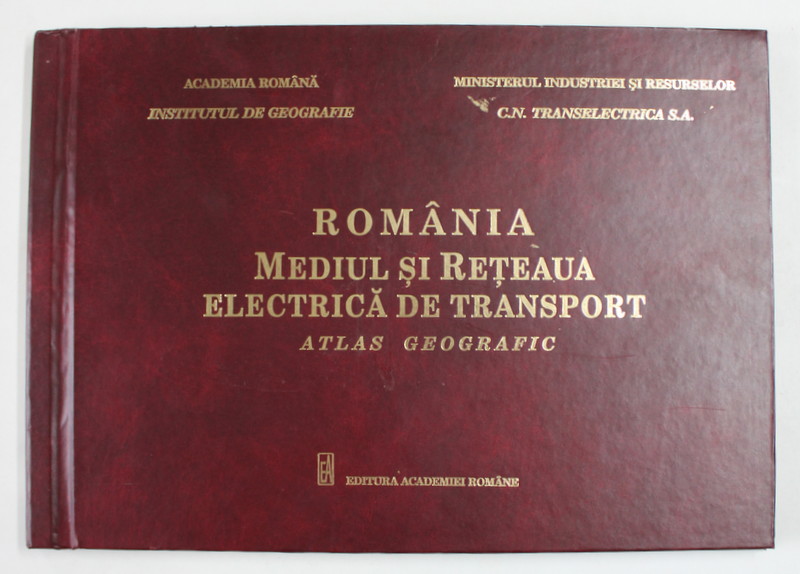 ACADEMIA ROMÂNĂ
INSTITUTUL DE GEOGRAFIE
MINISTERUL INDUSTRIEI ȘI RESURSELOR
C.N. TRANSELECTRICA S.A.
ROMÂNIA
MEDIUL ȘI REȚEAUA
ELECTRICĂ DE TRANSPORT
ATLAS GEOGRAFIC
EA
EDITURA ACADEMIEI ROMÂNE